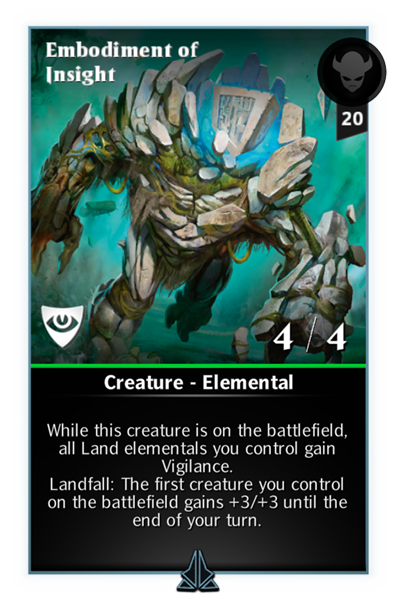 Embodiment of
Insight
20
4 / 4
Creature - Elemental
While this creature is on the battlefield,
all Land elementals you control gain
Vigilance.
Landfall: The first creature you control
on the battlefield gains +3/+3 until the
end of your turn.